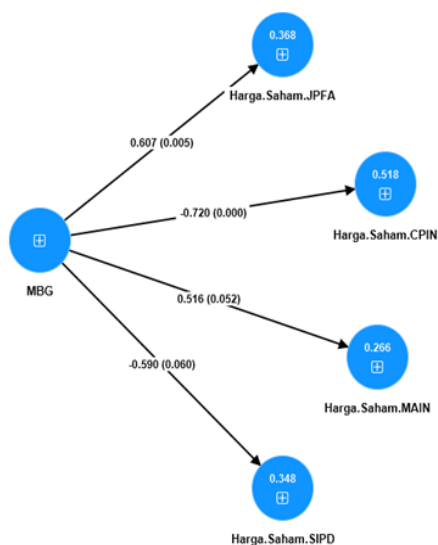 0.368
Harga.Saham.JPFA
0.607 (0.005)
0.518
-0.720 (0.000)
Harga.Saham.CPIN
MBG
0.516 (0.052)
0.266
-0.590 (0.060)
Harga.Saham.MAIN
0.348
Harga.Saham.SIPD